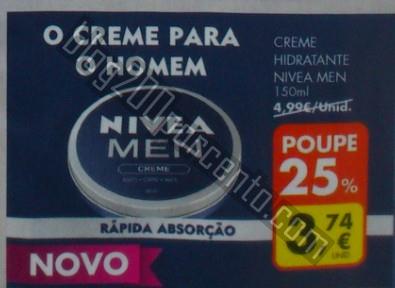 O CREME PARA
O HOMEM
CREME
HIDRATANTE
NIVEA MEN
150ml
4,99€/Unid.
NIVEA
MEN
CREME
POUPE
25%
3,74
€
UNID
RÁPIDA ABSORÇÃO
NOVO